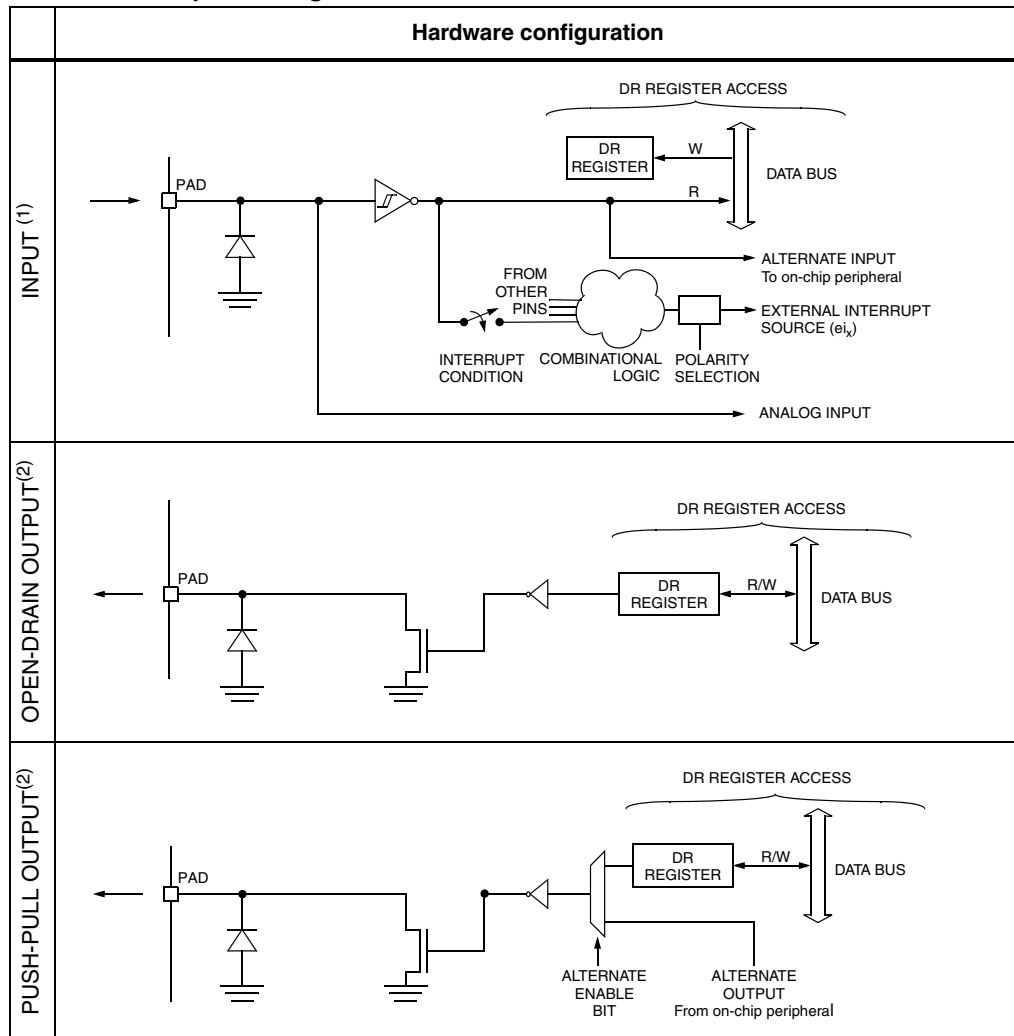 Hardware configuration
INPUT (1)
DR REGISTER ACCESS
DR
REGISTER
W
R
DATA BUS
PAD
ALTERNATE INPUT
To on-chip peripheral
FROM
OTHER
PINS
EXTERNAL INTERRUPT
SOURCE (eix)
INTERRUPT
CONDITION
COMBINATIONAL
LOGIC
POLARITY
SELECTION
ANALOG INPUT
OPEN-DRAIN OUTPUT(2)
DR REGISTER ACCESS
PAD
DR
REGISTER
R/W
DATA BUS
PUSH-PULL OUTPUT(2)
DR REGISTER ACCESS
PAD
DR
REGISTER
R/W
DATA BUS
ALTERNATE
ENABLE
BIT
ALTERNATE
OUTPUT
From on-chip peripheral